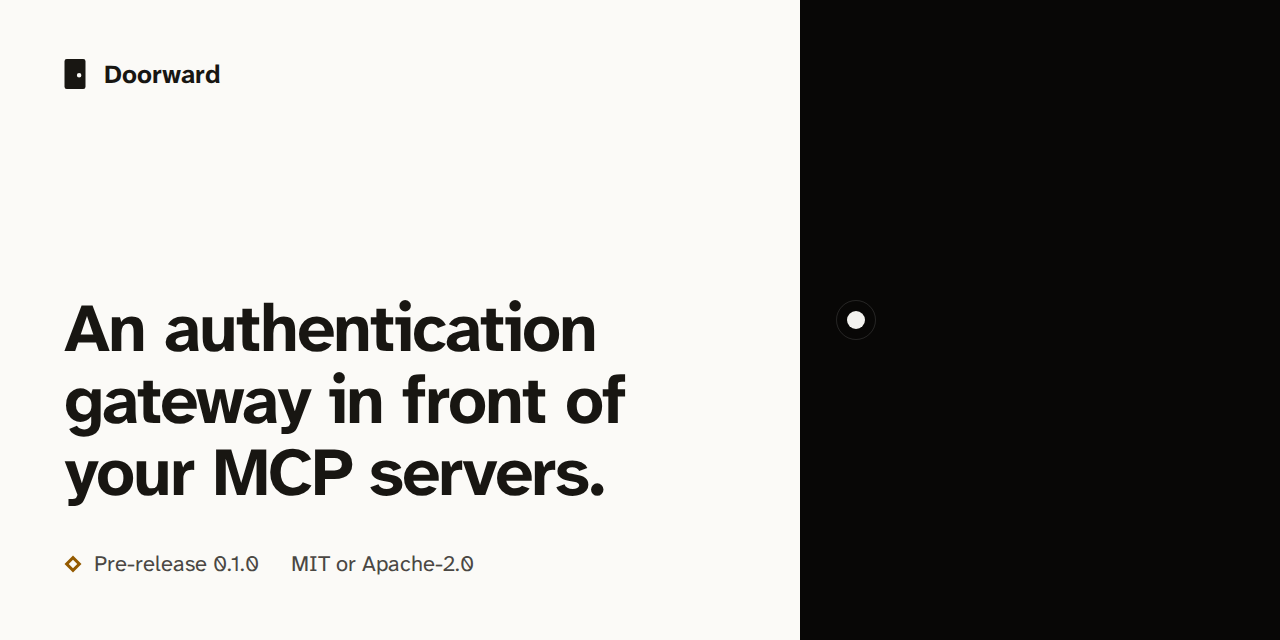 Doorward
An authentication
gateway in front of
your MCP servers.
Pre-release 0.1.0 MIT or Apache-2.0